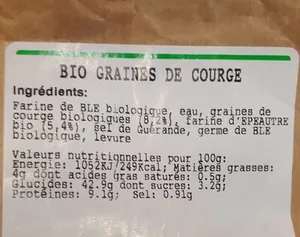 BIO GRAINES DE COURGE
Ingrédients:
Farine de BLE biologique, eau, graines de
courge biologiques (8,2%), farine d'EPEAUTRE
bio (5,4%), sel de Guérande, germe de BLE
biologique, levure
Valeurs nutritionnelles pour 100g:
Energie: 1052KJ/249Kcal; Matières grasses:
4g dont acides gras saturés: 0.5g;
Glucides: 42.9g dont sucres: 3.2g;
Protéines: 9.1g; Sel: 0.91g